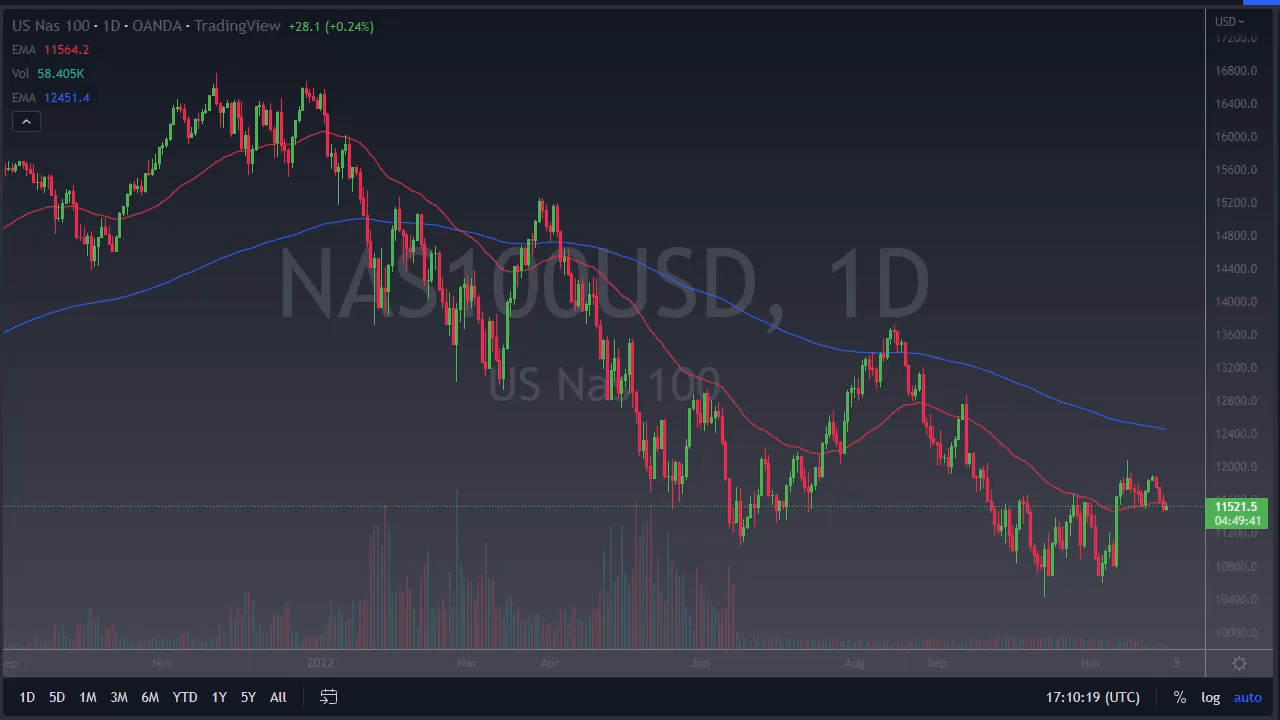 US Nas 100 · 1D · OANDA · TradingView +28.1 (+0.24%)
EMA 11564.2
Vol 58.405K
EMA 12451.4
USD
17200.0
16800.0
16400.0
16000.0
15600.0
15200.0
14800.0
14400.0
14000.0
13600.0
13200.0
12800.0
12400.0
12000.0
11521.5
04:49:41
11200.0
10800.0
10400.0
10000.0
NAS100USD, 1D
US Nas 100
Nov 2022 Mar Apr Jun Aug Sep Nov 5
1D 5D 1M 3M 6M YTD 1Y 5Y All 17:10:19 (UTC) % log auto